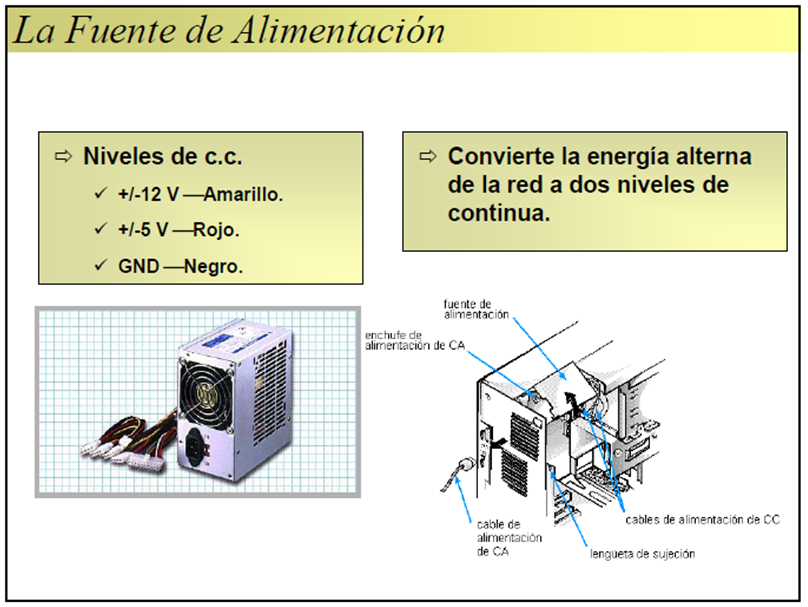 La Fuente de Alimentación
⇨ Niveles de c.c.
✓ +/-12 V —Amarillo.
✓ +/-5 V —Rojo.
✓ GND —Negro.
⇨ Convierte la energía alterna
de la red a dos niveles de
continua.
fuente de
alimentación
enchufe de
alimentación de CA
cable de
alimentación
de CA
cables de alimentación de CC
lengueta de sujeción